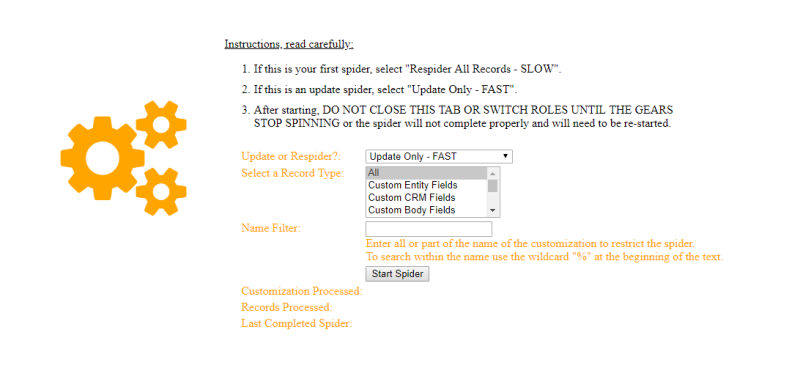 Instructions, read carefully:
1. If this is your first spider, select "Respider All Records - SLOW".
2. If this is an update spider, select "Update Only - FAST".
3. After starting, DO NOT CLOSE THIS TAB OR SWITCH ROLES UNTIL THE GEARS
STOP SPINNING or the spider will not complete properly and will need to be re-started.
Update or Respider?: Update Only - FAST
Select a Record Type: All
Custom Entity Fields
Custom CRM Fields
Custom Body Fields
Name Filter:
Enter all or part of the name of the customization to restrict the spider.
To search within the name use the wildcard "%" at the beginning of the text.
Start Spider
Customization Processed:
Records Processed:
Last Completed Spider: